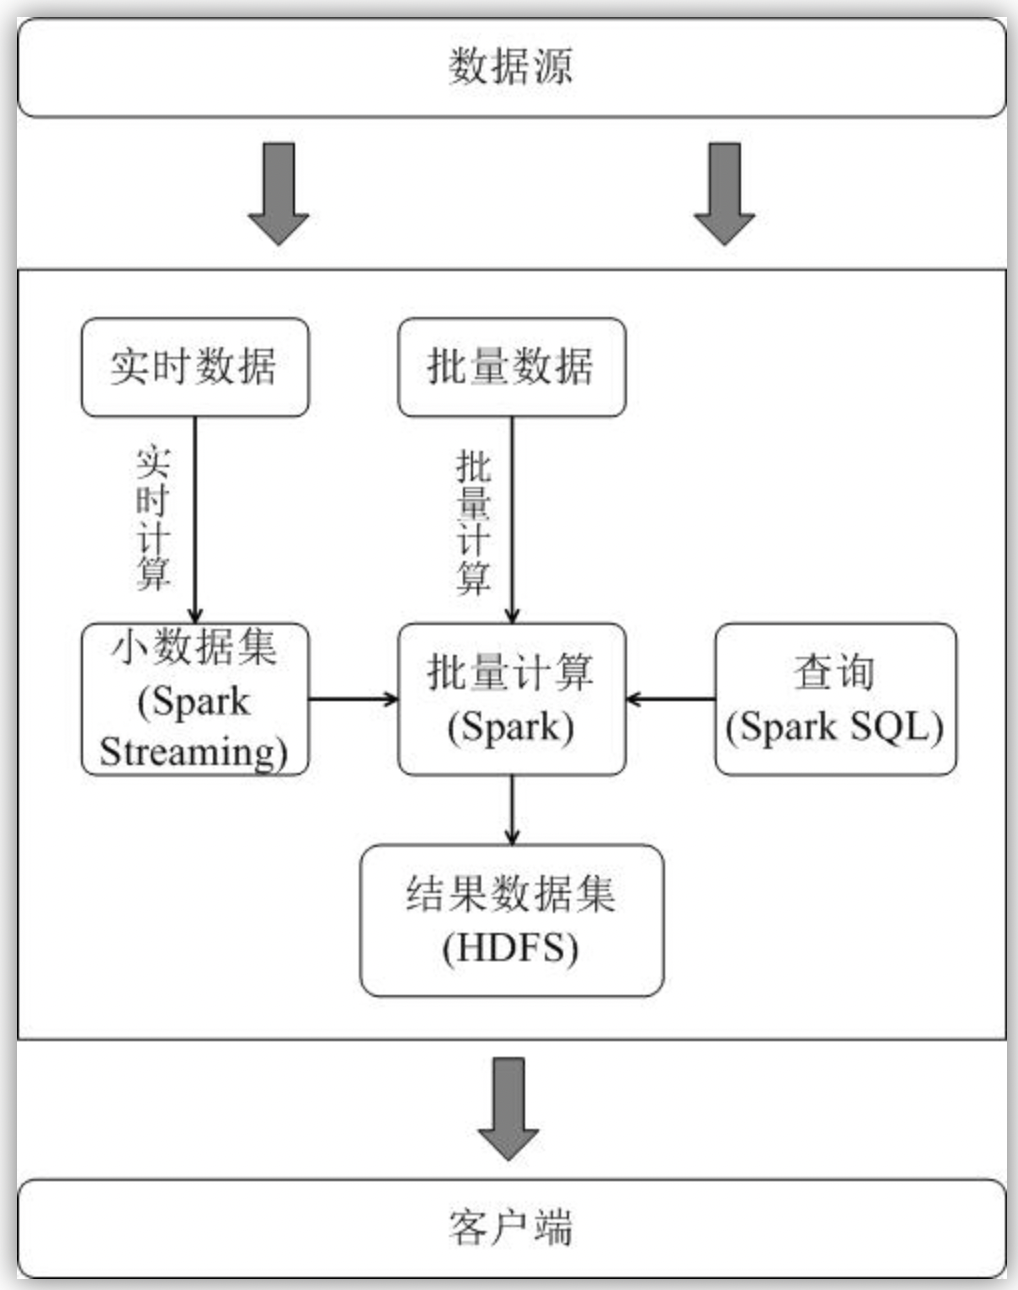 数据源
实时数据
批量数据
实时计算
批量计算
小数据集
(Spark
Streaming)
批量计算
(Spark)
查询
(Spark SQL)
结果数据集
(HDFS)
客户端